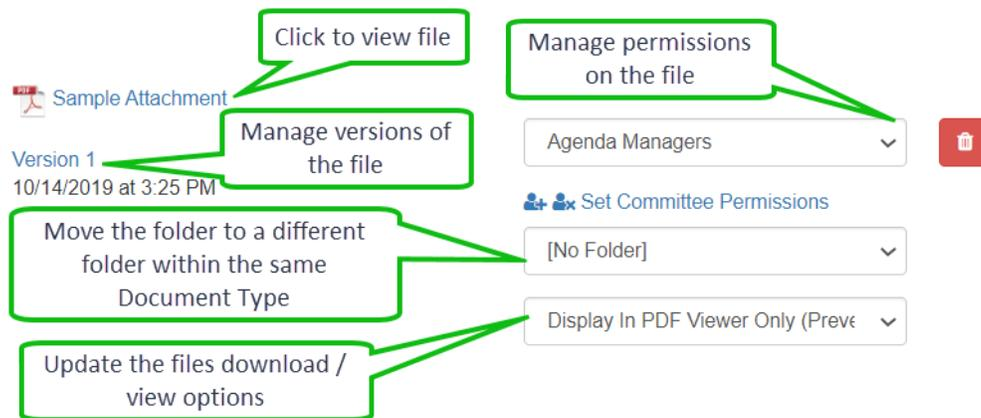 Click to view file
Manage permissions
on the file
PDF
Sample Attachment
Manage versions of
the file
Agenda Managers
Version 1
10/14/2019 at 3:25 PM
Set Committee Permissions
Move the folder to a different
folder within the same
Document Type
[No Folder]
Display In PDF Viewer Only (Preve
Update the files download /
view options